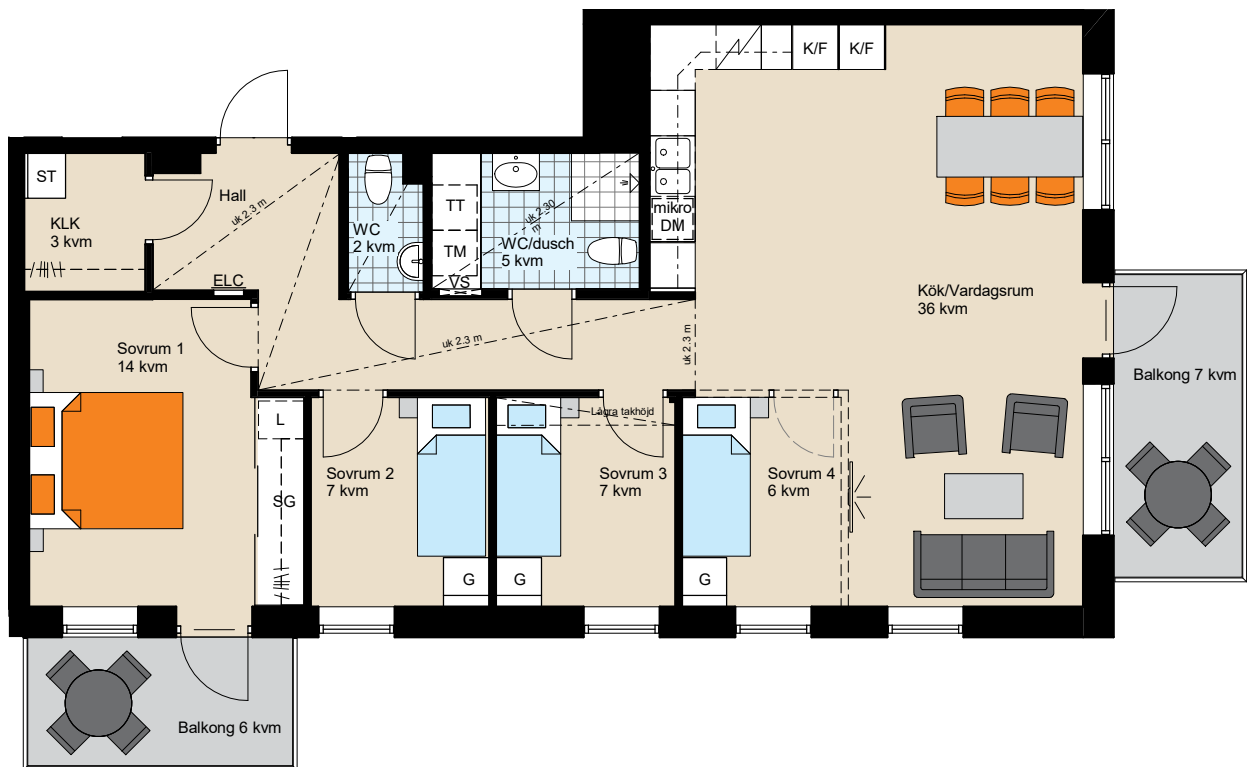 K/F K/F
ST
Hall
uk 2.3 m
KLK
3 kvm
WC
2 kvm
TT
TM
VS
uk 2.30
m
WC/dusch
5 kvm
mikro
DM
ELC
Kök/Vardagsrum
36 kvm
uk 2.3 m
uk 2.3 m
Sovrum 1
14 kvm
Balkong 7 kvm
L
SG
Lägra takhöjd
Sovrum 2
7 kvm
Sovrum 3
7 kvm
Sovrum 4
6 kvm
G
G
G
Balkong 6 kvm